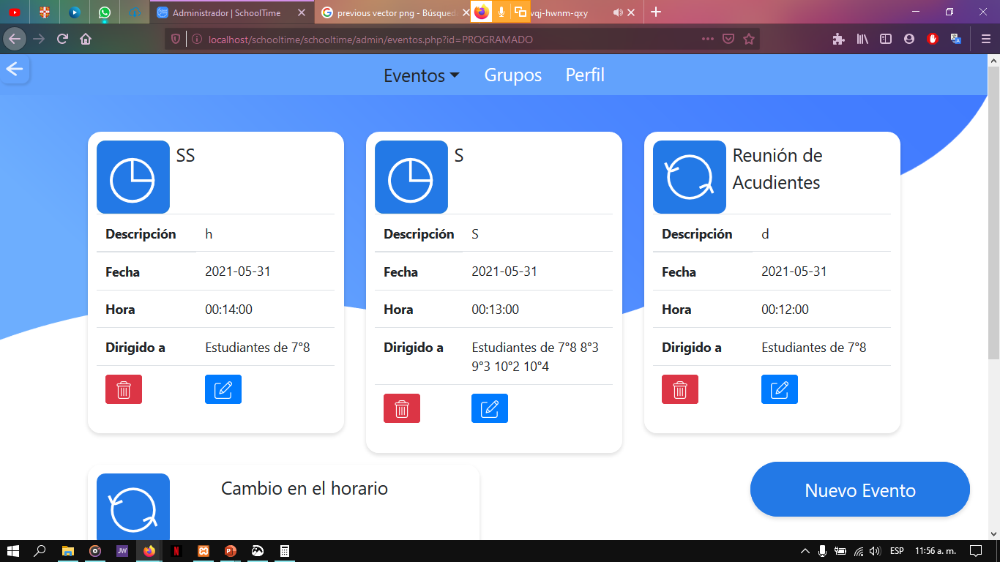 Administrador | SchoolTime
previous vector png - Búsqued
vqj-hwnm-qxy
localhost/schooltime/schooltime/admin/eventos.php?id=PROGRAMADO
Eventos Grupos Perfil
SS
Descripción h
Fecha 2021-05-31
Hora 00:14:00
Dirigido a Estudiantes de 7°8
S
Descripción S
Fecha 2021-05-31
Hora 00:13:00
Dirigido a Estudiantes de 7°8 8°3
9°3 10°2 10°4
Reunión de
Acudientes
Descripción d
Fecha 2021-05-31
Hora 00:12:00
Dirigido a Estudiantes de 7°8
Cambio en el horario
Nuevo Evento
JW
N
ESP
11:56 a. m.